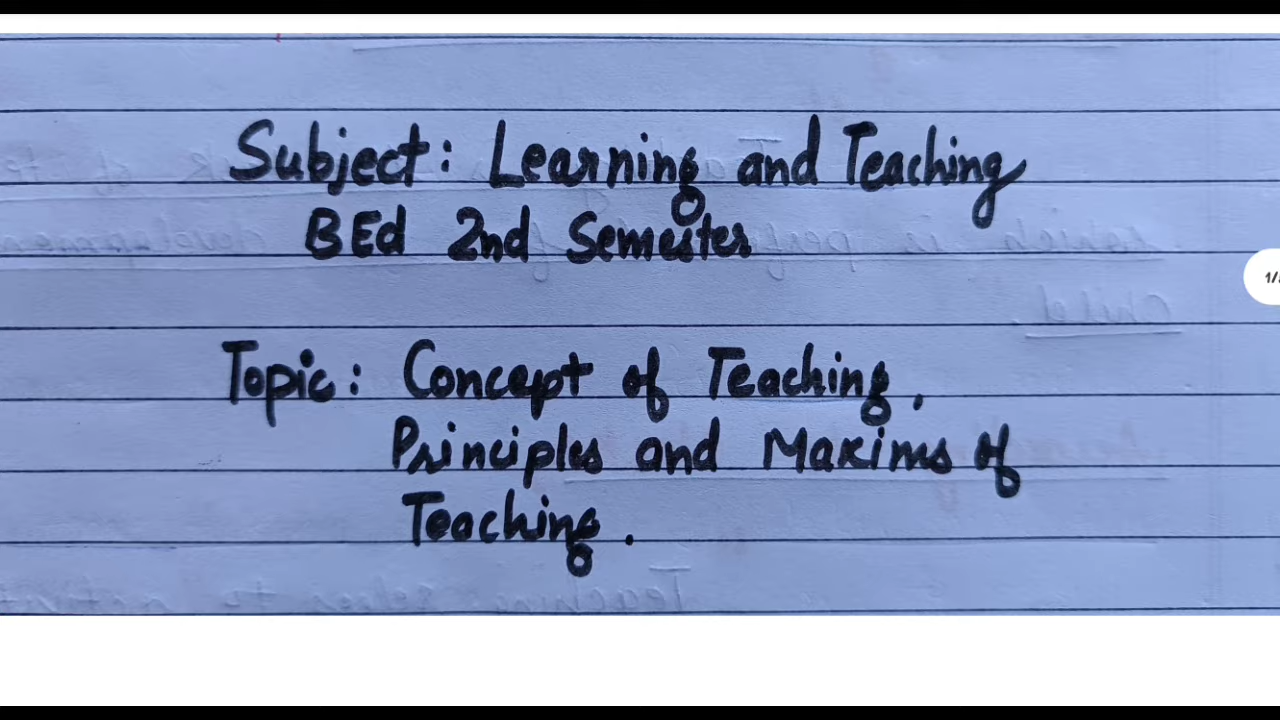 Subject: Learning and Teaching
BEd 2nd Semester
Topic: Concept of Teaching,
Principles and Maxims of
Teaching.